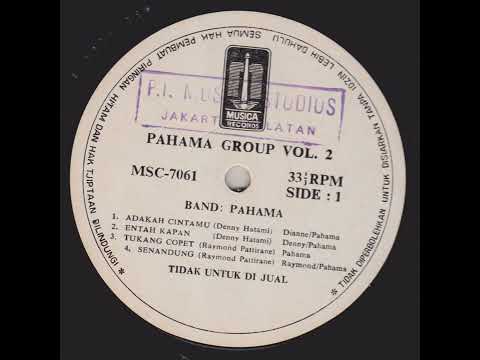 SEMUA HAK PEMBUAT PIRINGAN HITAM DAN HAK TJIPTAAN DILINDUNGI
TIDAK DIPERBOLEHKAN UNTUK DISIARKAN TANPA IDZIN LEBIH DAHULU
MUSICA
RECORDS
JAKARTA
PAHAMA GROUP VOL. 2
MSC-7061
33⅓ RPM
SIDE : 1
BAND: PAHAMA
1. ADAKAH CINTAMU (Denny Hatami) Dianne/Pahama
2. ENTAH KAPAN (Denny Hatami) Denny/Pahama
3. TUKANG COPET (Raymond Pattirane) Pahama
4. SENANDUNG (Raymond Pattirane) Raymond/Pahama
TIDAK UNTUK DI JUAL